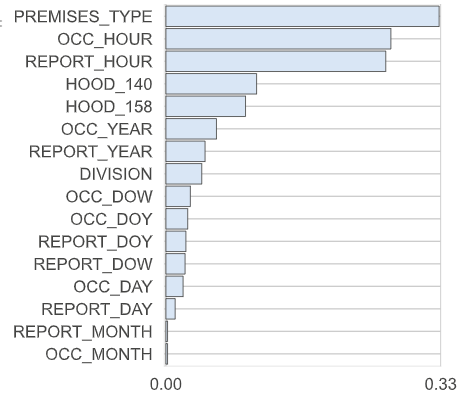 PREMISES_TYPE
OCC_HOUR
REPORT_HOUR
HOOD_140
HOOD_158
OCC_YEAR
REPORT_YEAR
DIVISION
OCC_DOW
OCC_DOY
REPORT_DOY
REPORT_DOW
OCC_DAY
REPORT_DAY
REPORT_MONTH
OCC_MONTH
0.00 0.33